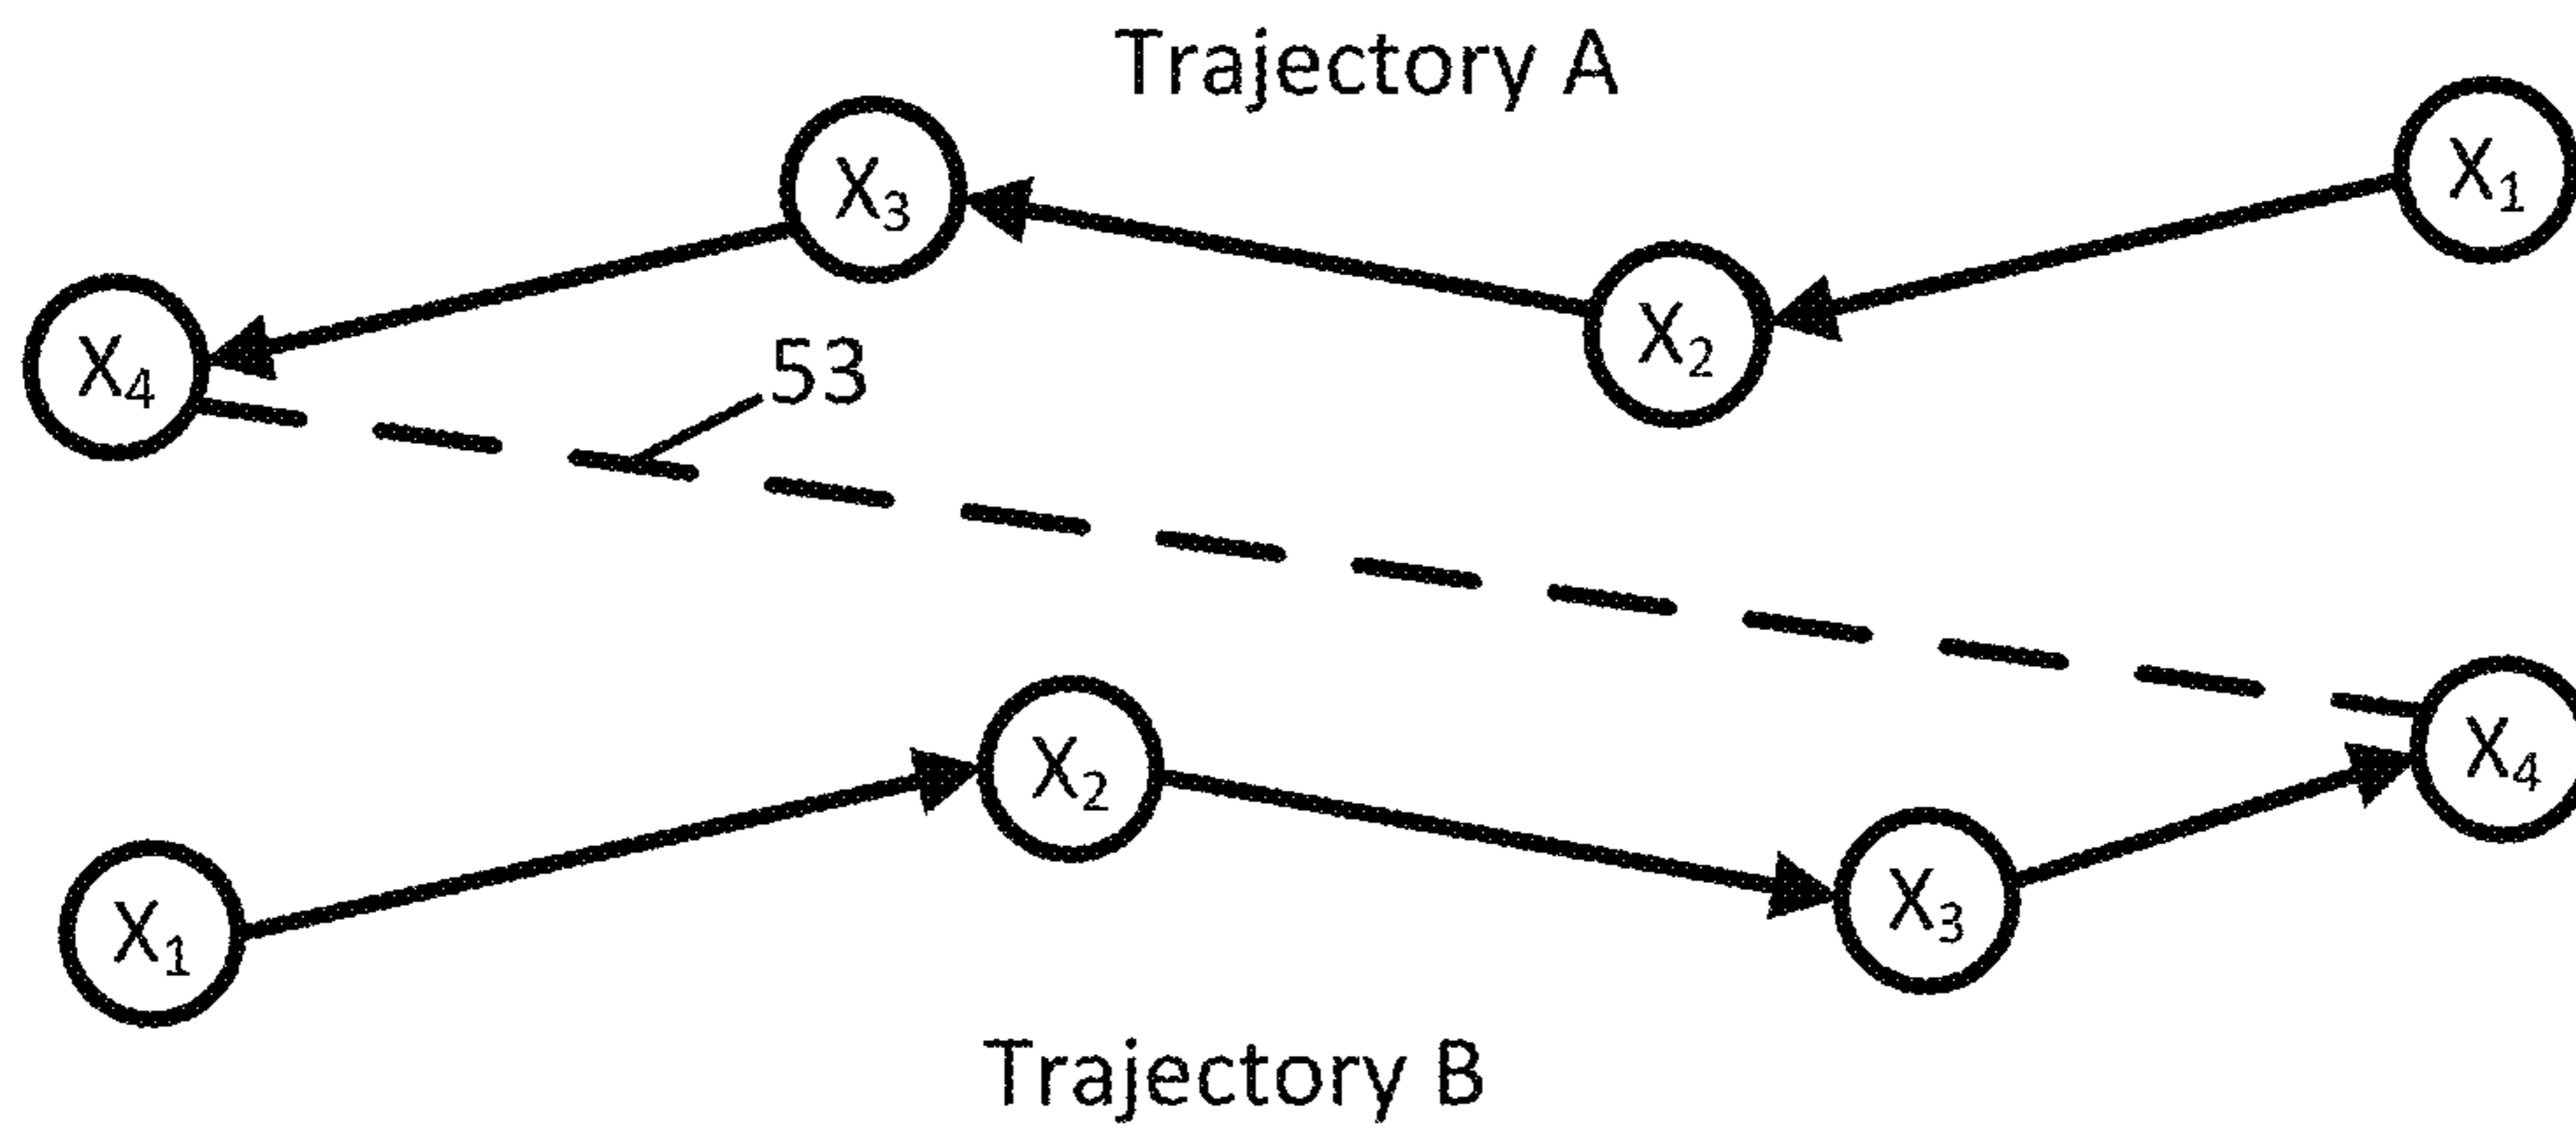 Trajectory A
X₁
X₃
X₂
X₄
53
X₂
X₄
X₁
X₃
Trajectory B